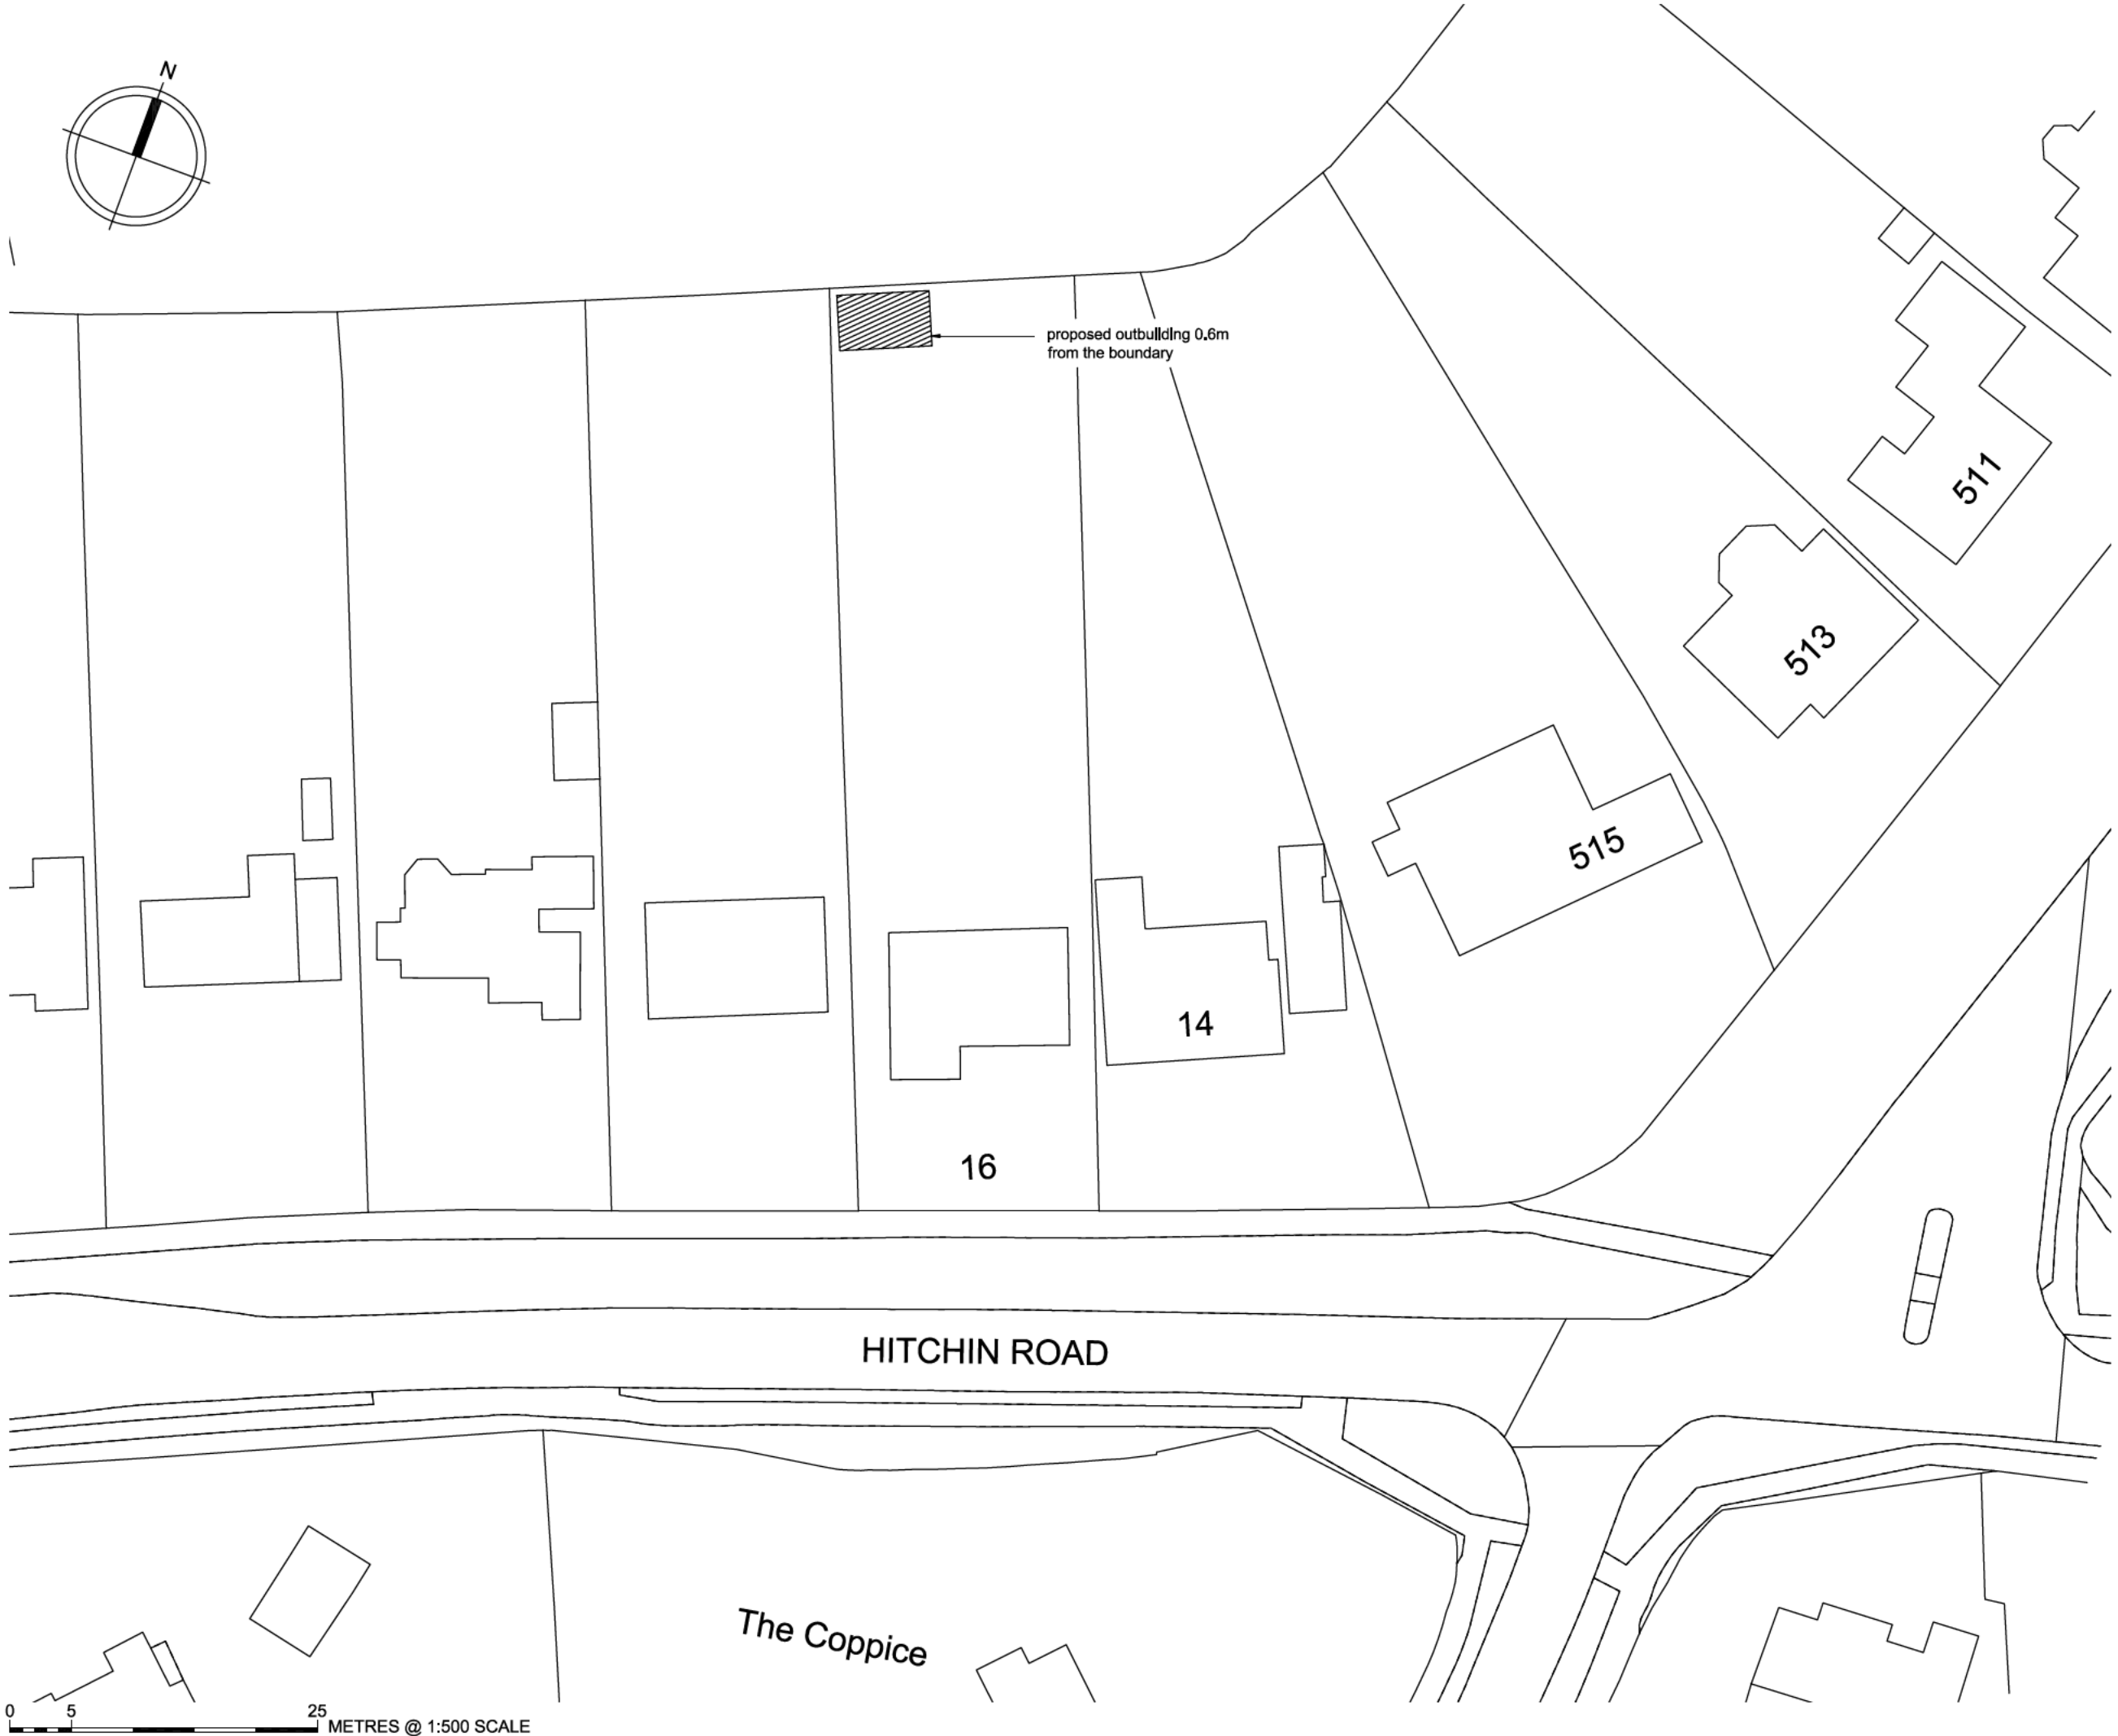 N
proposed outbuilding 0.6m
from the boundary
511
513
515
14
16
HITCHIN ROAD
The Coppice
0 5 25
METRES @ 1:500 SCALE